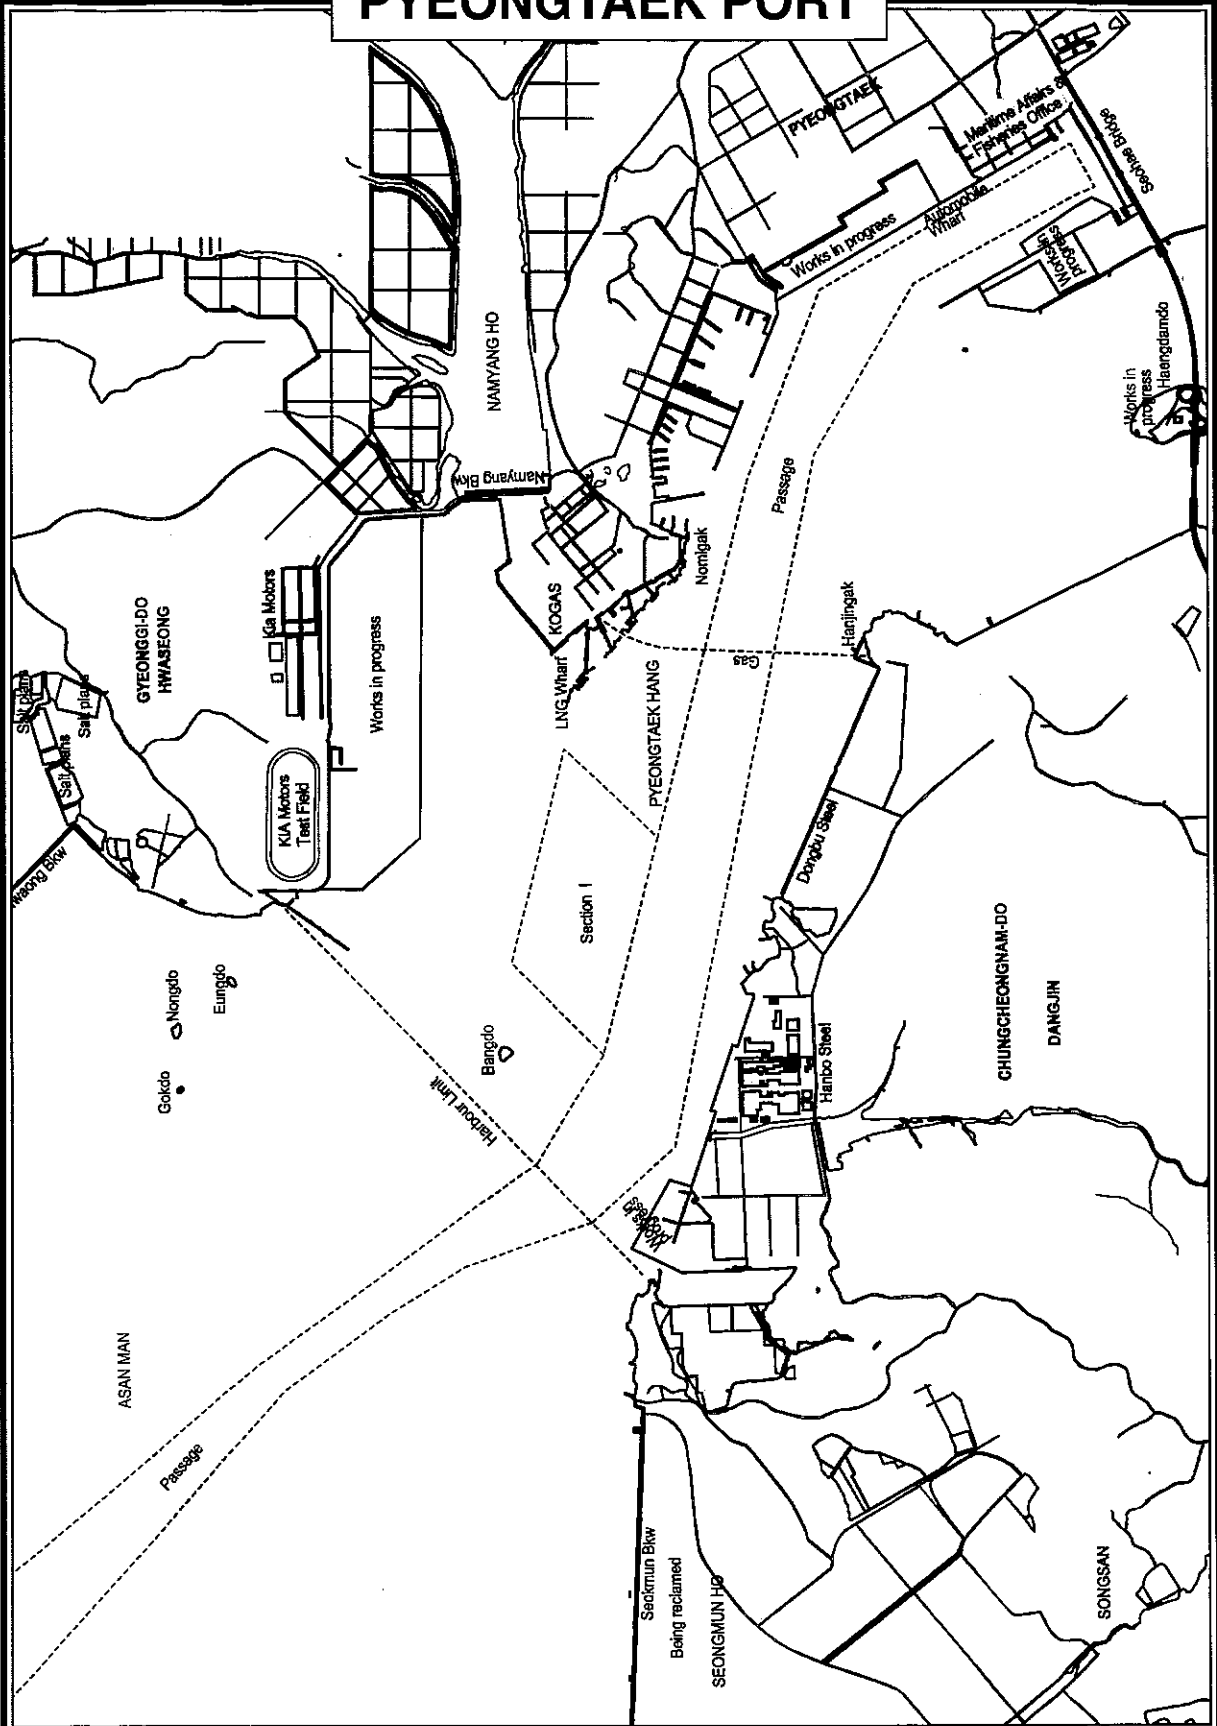 PYEONGTAEK PORT
PYEONGTAEK
Maritime Affairs &
Fisheries Office
Seohae Bridge
Automobile
Wharf
Works in progress
Works in
progress
Works in
progress
Haengdamdo
NAMYANG HO
Namyang Bkw
Passage
Nomigak
Hanjingak
Gas
KOGAS
LNG Wharf
PYEONGTAEK HANG
GYEONGGI-DO
HWASEONG
Kia Motors
Works in progress
Salt plans
Salt plans
Salt plans
KIA Motors
Test Field
waong Bkw
Section I
Dongbu Steel
Nongdo
Eungdo
Gokdo
Bangdo
Harbour Limit
Hanbo Steel
CHUNGCHEONGNAM-DO
DANGJIN
Works in
progress
ASAN MAN
Passage
Seokmun Bkw
Being reclamed
SEONGMUN HO
SONGSAN